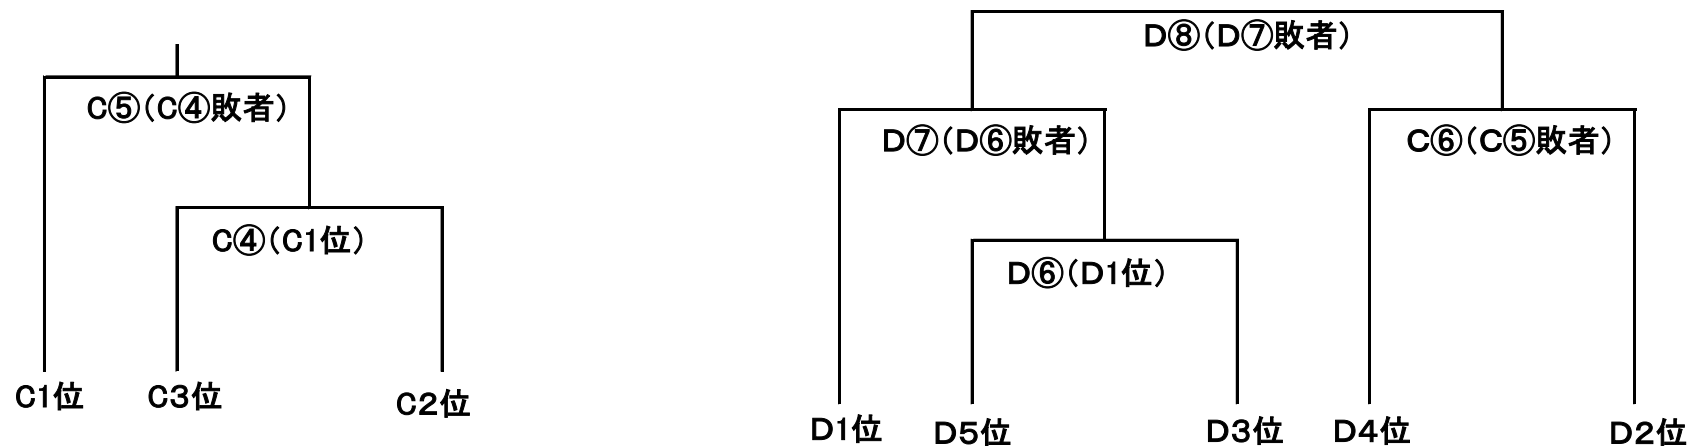 C⑤(C④敗者)
C④(C1位)
C1位
C3位
C2位
D⑧(D⑦敗者)
D⑦(D⑥敗者)
C⑥(C⑤敗者)
D⑥(D1位)
D1位
D5位
D3位
D4位
D2位